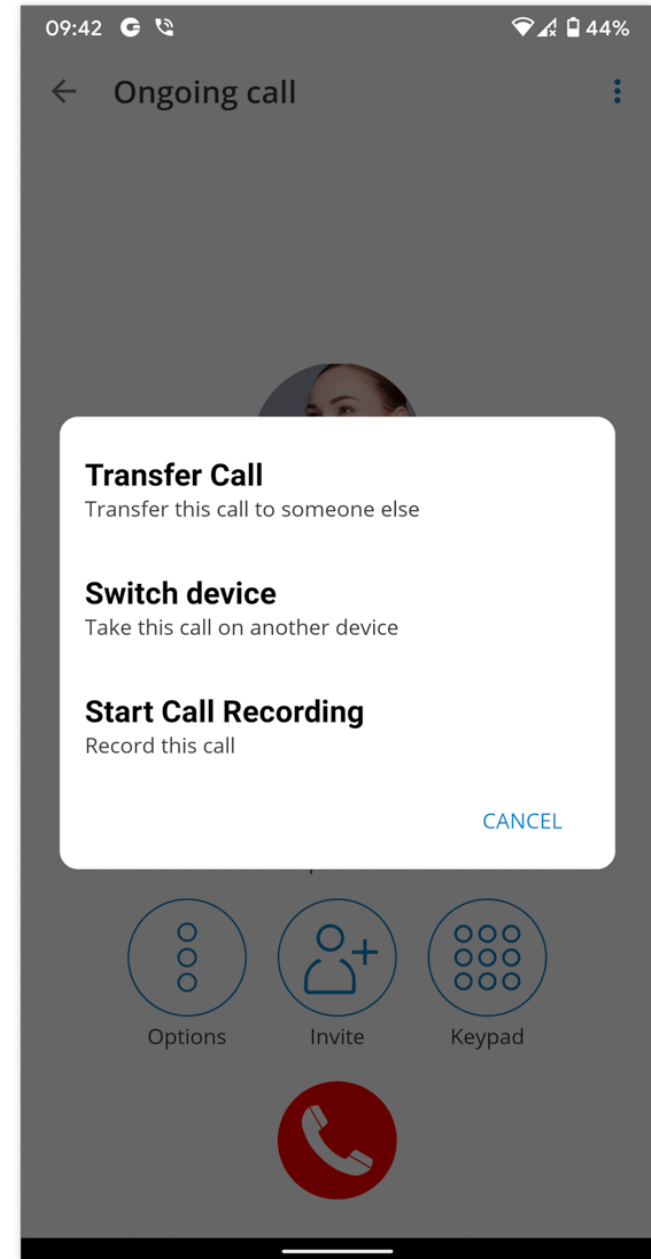 09:42 44%
Ongoing call
Transfer Call
Transfer this call to someone else
Switch device
Take this call on another device
Start Call Recording
Record this call
CANCEL
Options Invite Keypad